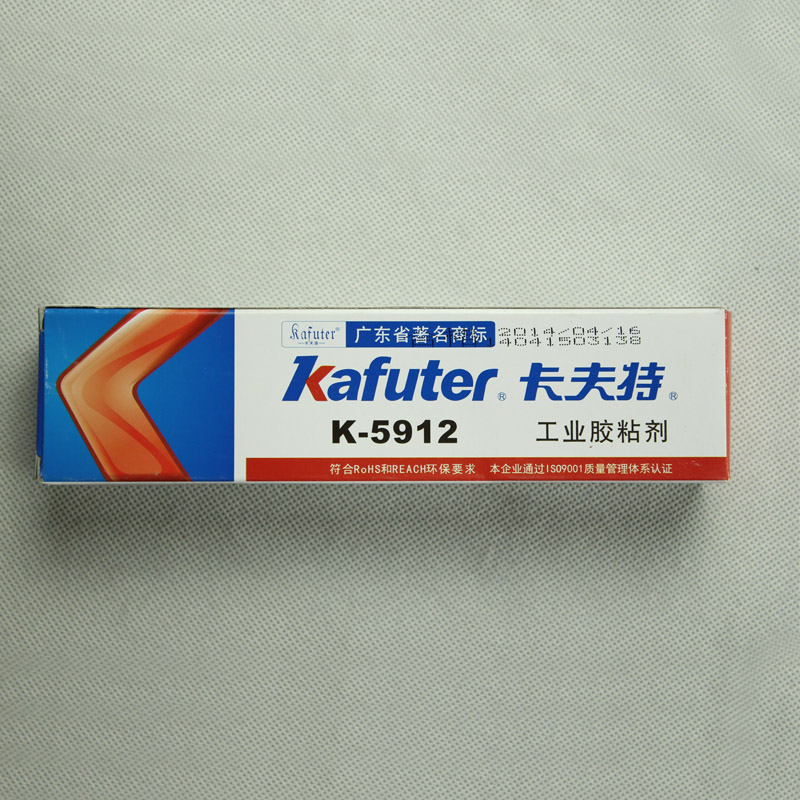 Kafuter®
广东省著名商标 2014/04/16
14041503138
Kafuter® 卡夫特®
K-5912 工业胶粘剂
符合RoHS和REACH环保要求 本企业通过ISO9001质量管理体系认证